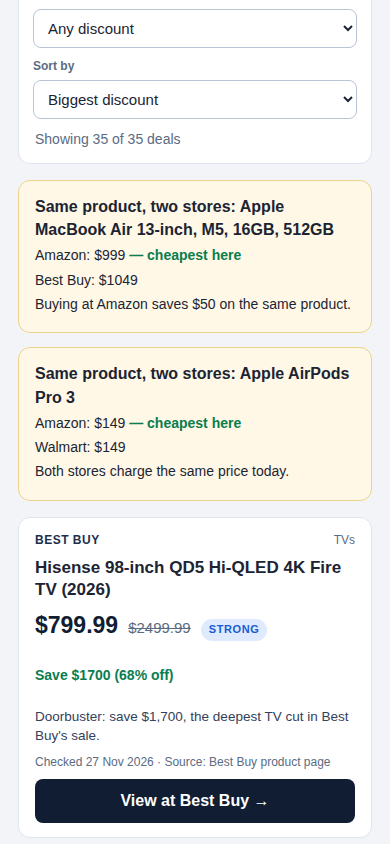 Any discount
Sort by
Biggest discount
Showing 35 of 35 deals
Same product, two stores: Apple
MacBook Air 13-inch, M5, 16GB, 512GB
Amazon: $999 — cheapest here
Best Buy: $1049
Buying at Amazon saves $50 on the same product.
Same product, two stores: Apple AirPods
Pro 3
Amazon: $149 — cheapest here
Walmart: $149
Both stores charge the same price today.
BEST BUY TVs
Hisense 98-inch QD5 Hi-QLED 4K Fire
TV (2026)
$799.99 $2499.99 STRONG
Save $1700 (68% off)
Doorbuster: save $1,700, the deepest TV cut in Best
Buy's sale.
Checked 27 Nov 2026 · Source: Best Buy product page
View at Best Buy →